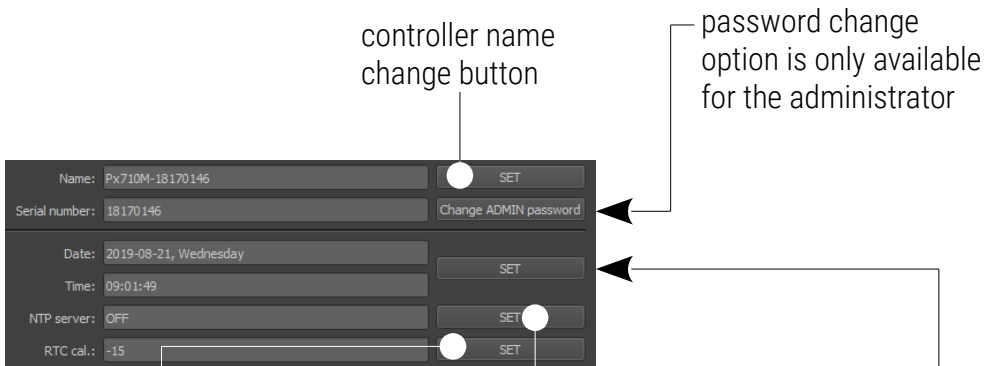 controller name
change button
password change
option is only available
for the administrator
Name: Px710M-18170146 SET
Serial number: 18170146 Change ADMIN password
Date: 2019-08-21, Wednesday
SET
Time: 09:01:49
NTP server: OFF SET
RTC cal.: -15 SET